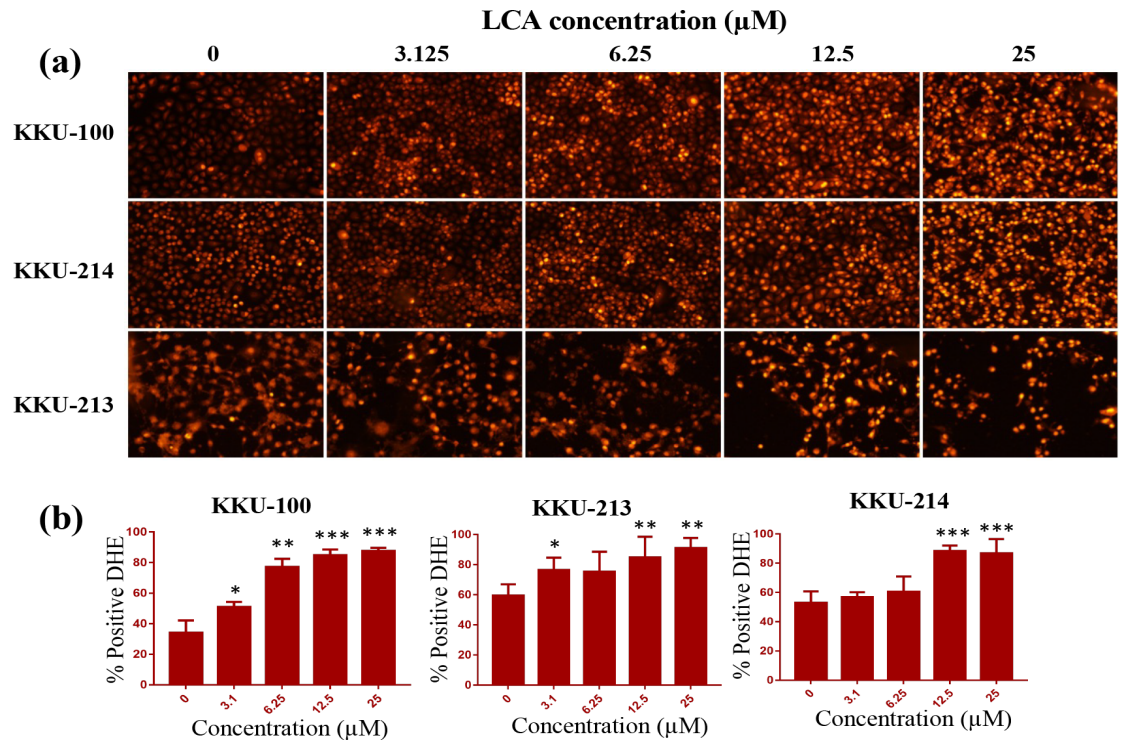 LCA concentration (µM)
(a)
0 3.125 6.25 12.5 25
KKU-100
KKU-214
KKU-213
(b)
KKU-100
% Positive DHE
100
80
60
40
20
0
* ** *** ***
0 3.1 6.25 12.5 25
Concentration (µM)
KKU-213
% Positive DHE
100
80
60
40
20
0
* ** **
0 3.1 6.25 12.5 25
Concentration (µM)
KKU-214
% Positive DHE
100
80
60
40
20
0
*** ***
0 3.1 6.25 12.5 25
Concentration (µM)